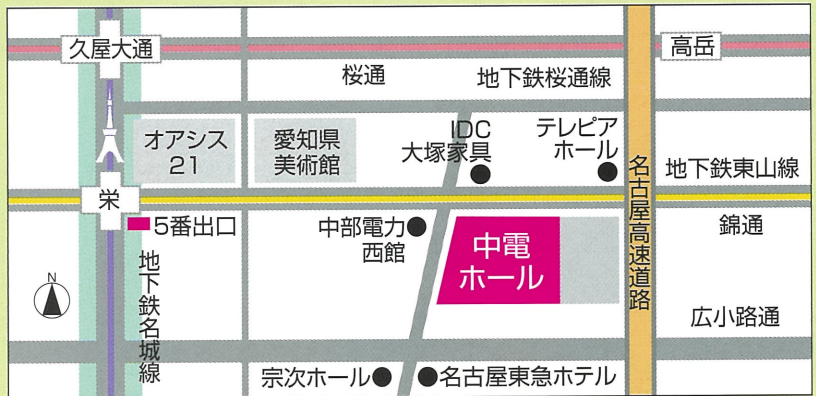 久屋大通
高岳
桜通
地下鉄桜通線
オアシス
21
愛知県
美術館
IDC
大塚家具
テレピア
ホール
名古屋高速道路
地下鉄東山線
栄
5番出口
中部電力
西館
中電
ホール
錦通
N
地下鉄名城線
広小路通
宗次ホール
名古屋東急ホテル